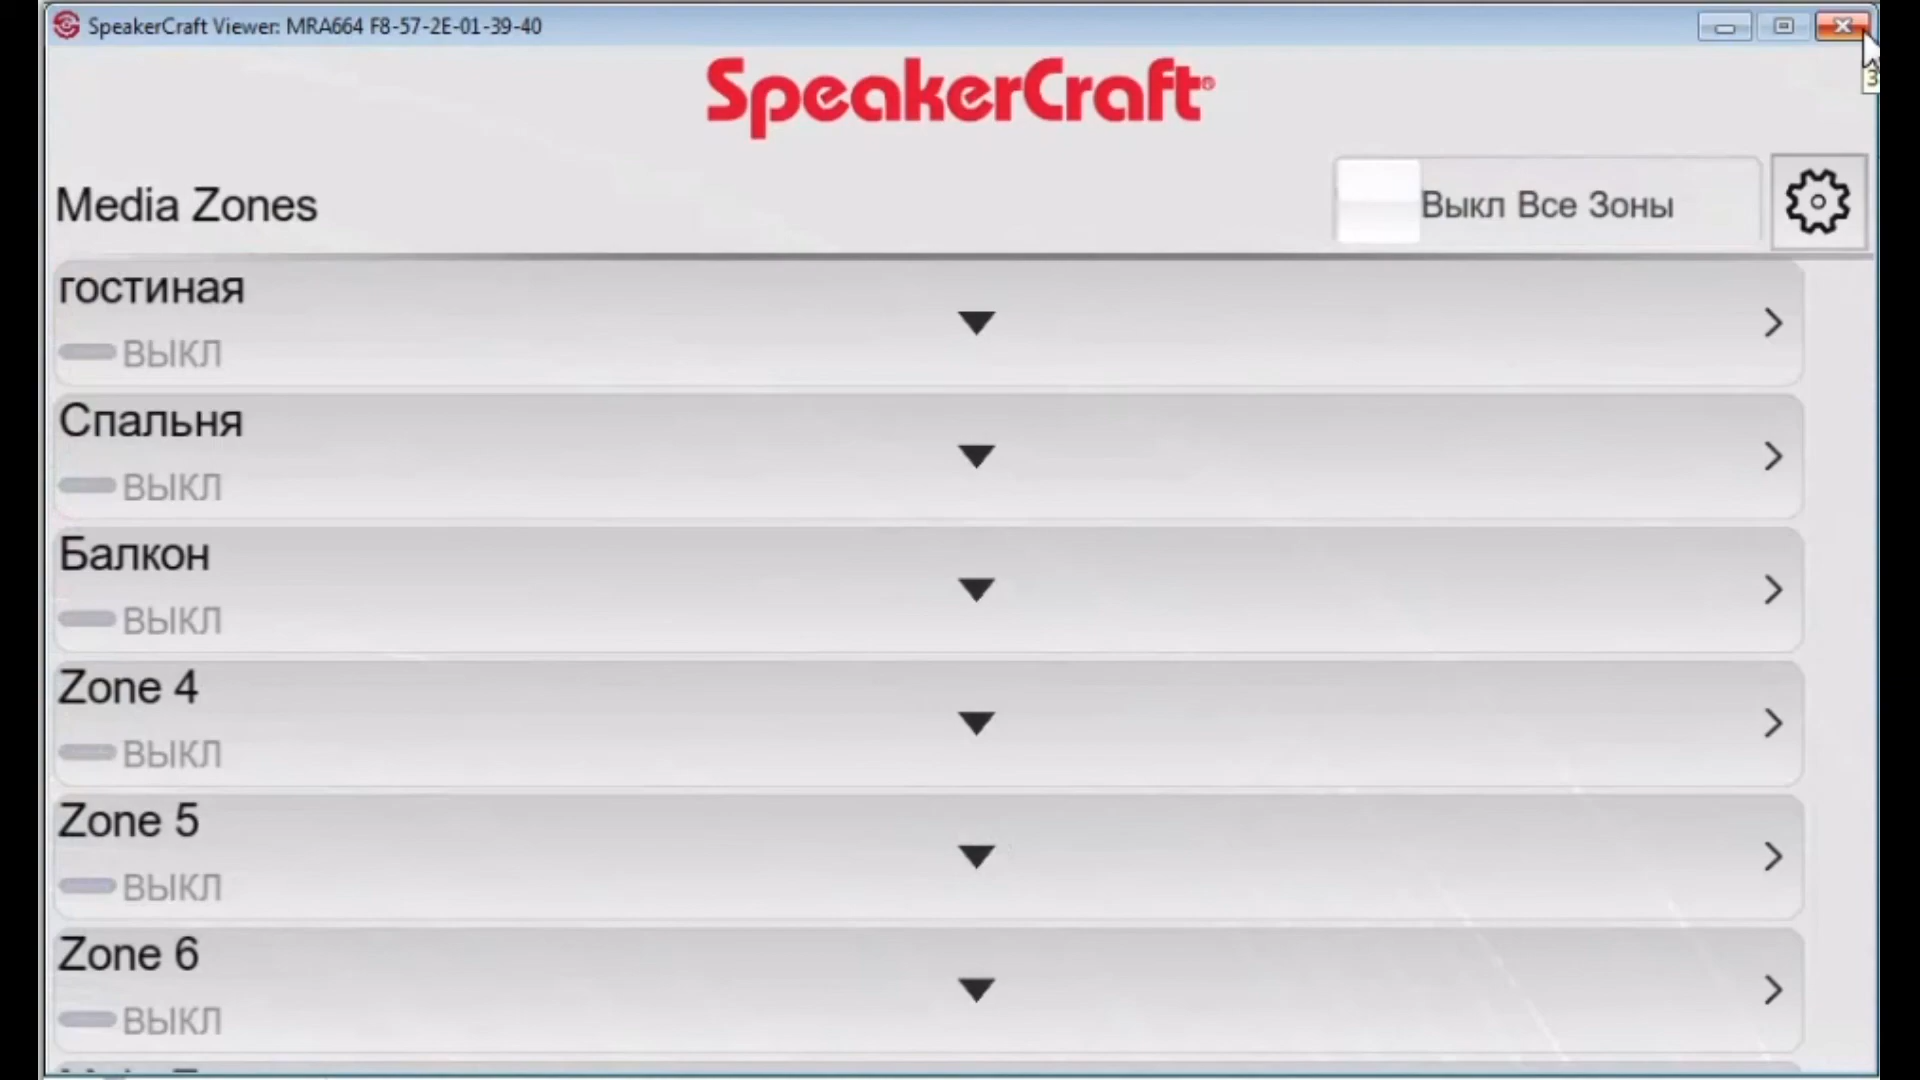 SpeakerCraft Viewer: MRA664 F8-57-2E-01-39-40
SpeakerCraft®
Media Zones
Выкл Все Зоны
гостиная
ВЫКЛ
Спальня
ВЫКЛ
Балкон
ВЫКЛ
Zone 4
ВЫКЛ
Zone 5
ВЫКЛ
Zone 6
ВЫКЛ